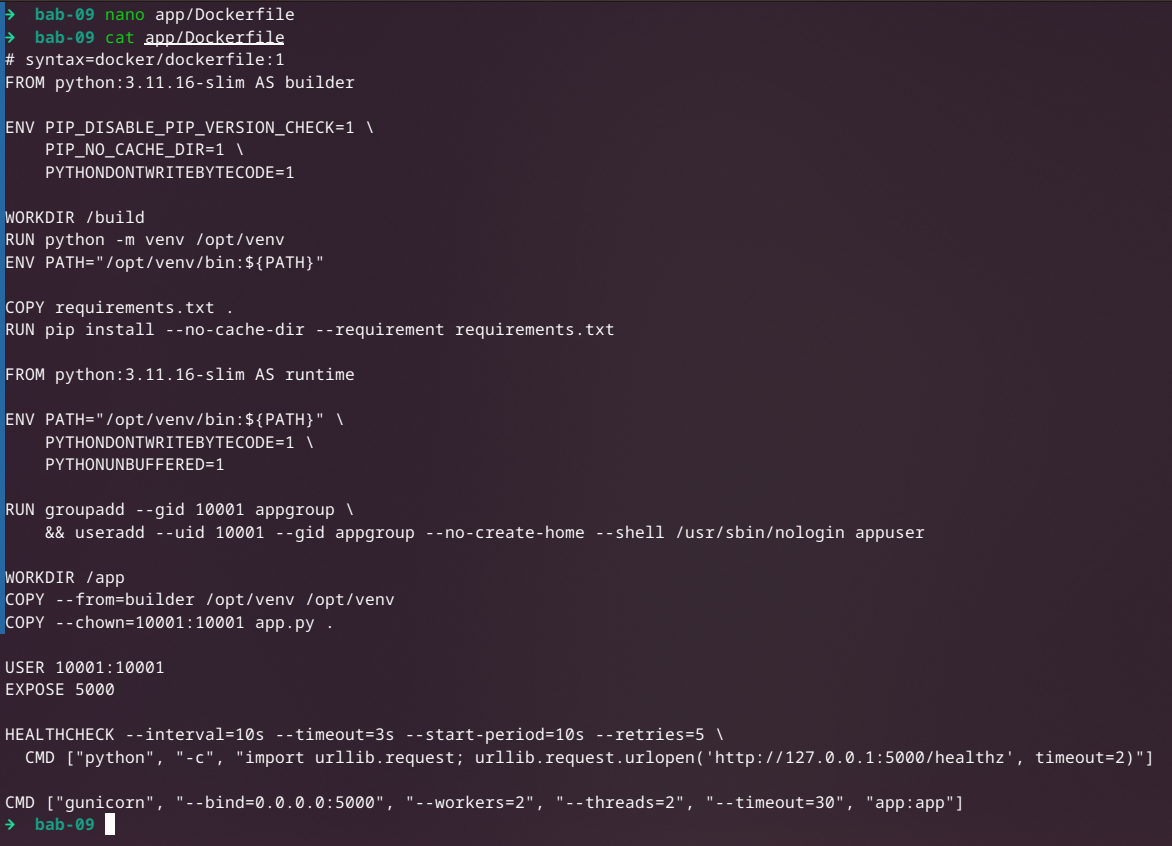 → bab-09 nano app/Dockerfile
→ bab-09 cat app/Dockerfile
# syntax=docker/dockerfile:1
FROM python:3.11.16-slim AS builder

ENV PIP_DISABLE_PIP_VERSION_CHECK=1 \
    PIP_NO_CACHE_DIR=1 \
    PYTHONDONTWRITEBYTECODE=1

WORKDIR /build
RUN python -m venv /opt/venv
ENV PATH="/opt/venv/bin:${PATH}"

COPY requirements.txt .
RUN pip install --no-cache-dir --requirement requirements.txt

FROM python:3.11.16-slim AS runtime

ENV PATH="/opt/venv/bin:${PATH}" \
    PYTHONDONTWRITEBYTECODE=1 \
    PYTHONUNBUFFERED=1

RUN groupadd --gid 10001 appgroup \
    && useradd --uid 10001 --gid appgroup --no-create-home --shell /usr/sbin/nologin appuser

WORKDIR /app
COPY --from=builder /opt/venv /opt/venv
COPY --chown=10001:10001 app.py .

USER 10001:10001
EXPOSE 5000

HEALTHCHECK --interval=10s --timeout=3s --start-period=10s --retries=5 \
  CMD ["python", "-c", "import urllib.request; urllib.request.urlopen('http://127.0.0.1:5000/healthz', timeout=2)"]

CMD ["gunicorn", "--bind=0.0.0.0:5000", "--workers=2", "--threads=2", "--timeout=30", "app:app"]
→ bab-09